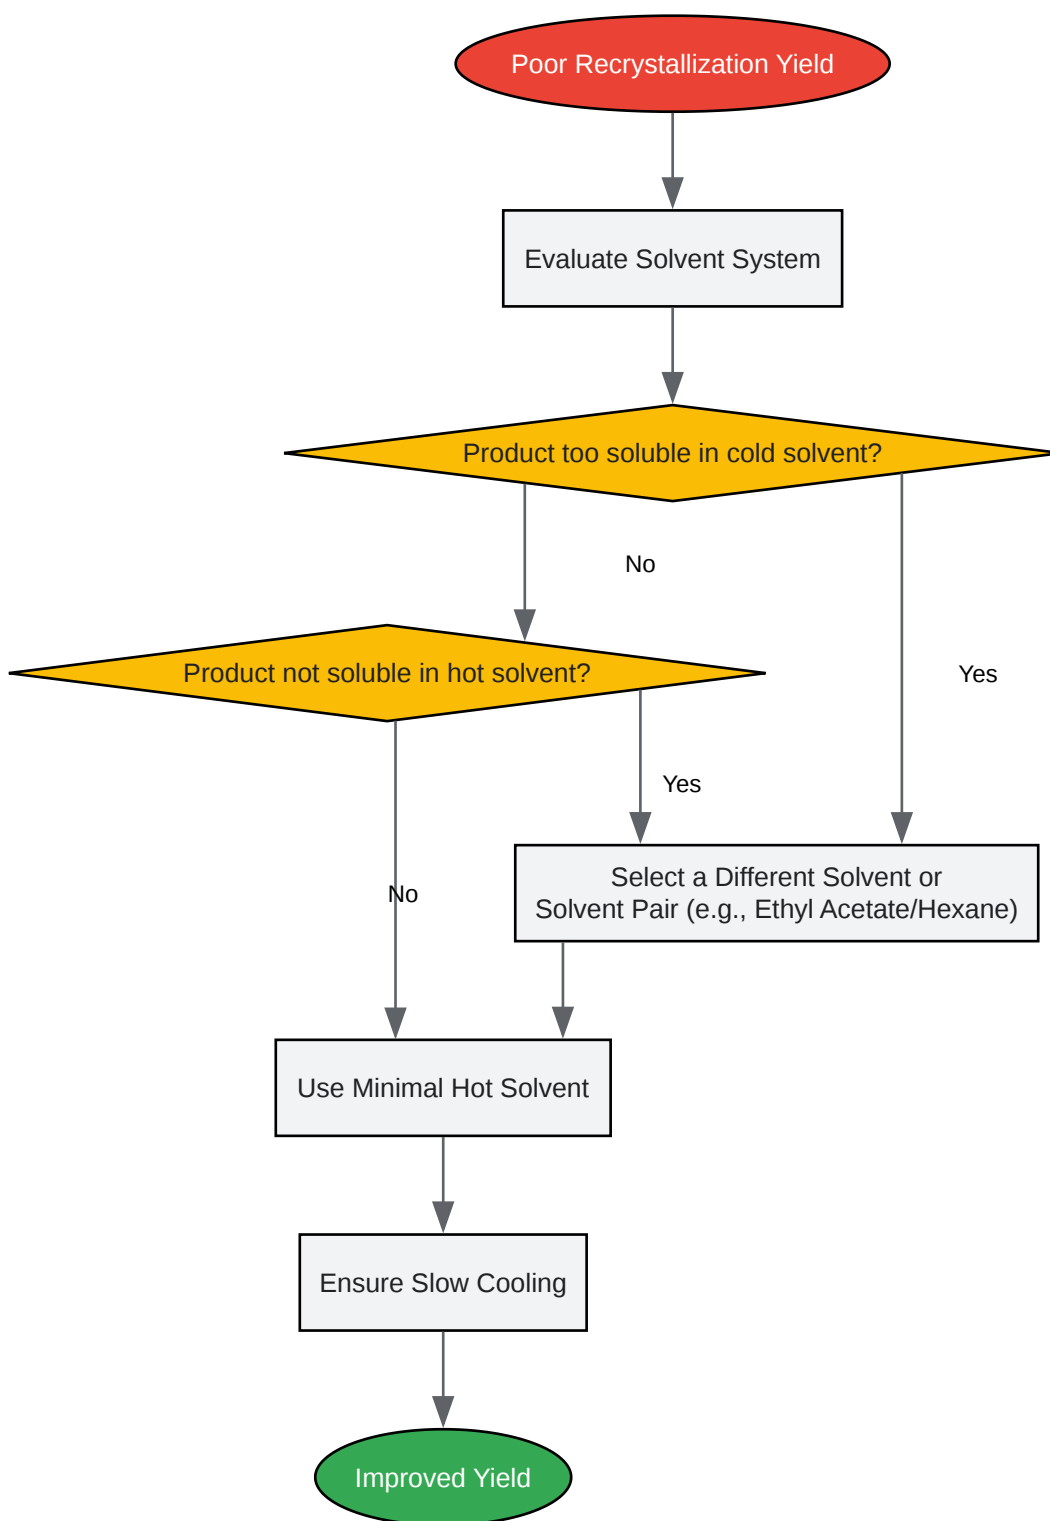 Poor Recrystallization Yield
Evaluate Solvent System
Product too soluble in cold solvent?
No
Product not soluble in hot solvent?
Yes
Yes
Select a Different Solvent or
Solvent Pair (e.g., Ethyl Acetate/Hexane)
No
Use Minimal Hot Solvent
Ensure Slow Cooling
Improved Yield